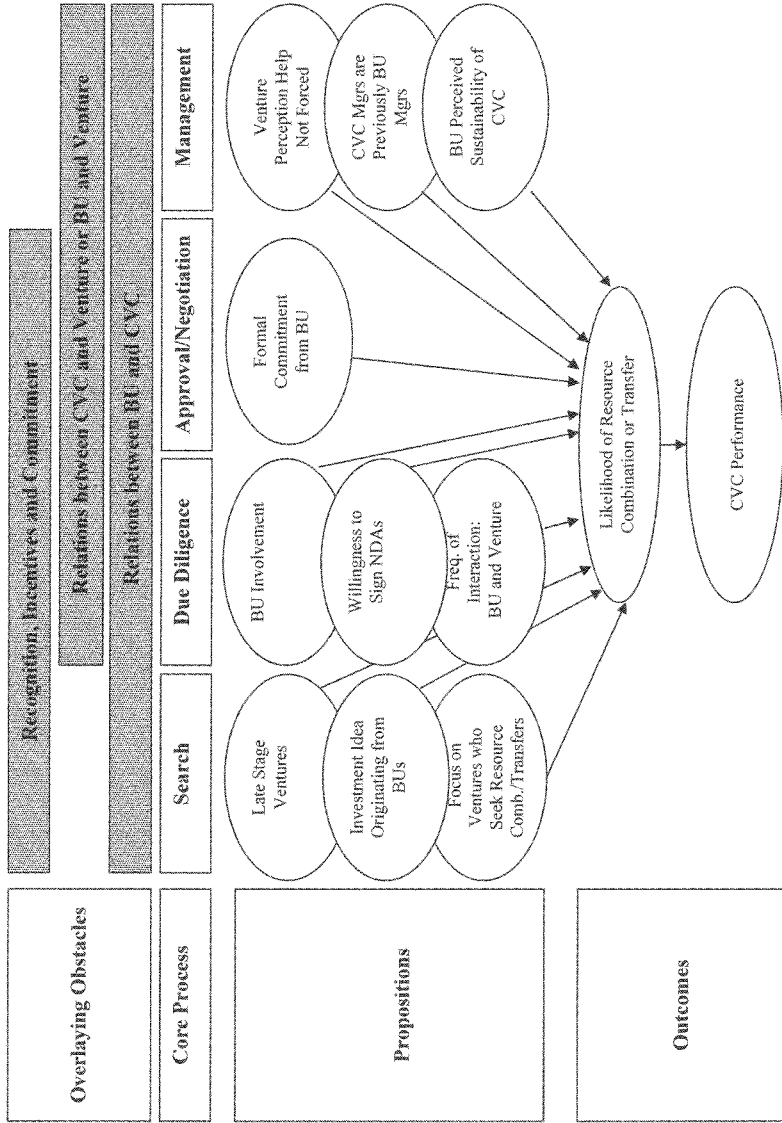 Overlaying Obstacles
Recognition, Incentives and Commitment
Relations between CVC and Venture or BU and Venture
Relations between BU and CVC
Core Process
Search
Due Diligence
Approval/Negotiation
Management
Propositions
Late Stage
Ventures
Investment Idea
Originating from
BUs
Focus on
Ventures who
Seek Resource
Comb./Transfers
BU Involvement
Willingness to
Sign NDAs
Freq. of
Interaction:
BU and Venture
Formal
Commitment
from BU
Venture
Perception Help
Not Forced
CVC Mgrs are
Previously BU
Mgrs
BU Perceived
Sustainability of
CVC
Outcomes
Likelihood of Resource
Combination or Transfer
CVC Performance